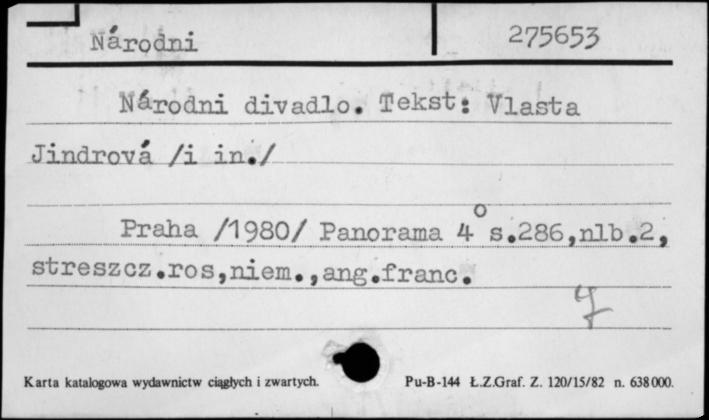 Národni 275653
Národni divadlo. Tekst: Vlasta
Jindrová /i in./
Praha /1980/ Panorama 4° s.286,nlb.2,
streszcz.ros,niem.,ang.franc.
Karta katalogowa wydawnictw ciągłych i zwartych. Pu-B-144 Ł.Z.Graf. Z. 120/15/82 n. 638000.